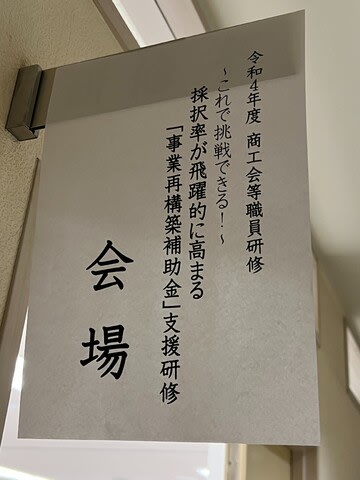 令和4年度 商工会等職員研修
～これで挑戦できる！～
採択率が飛躍的に高まる
「事業再構築補助金」支援研修
会場